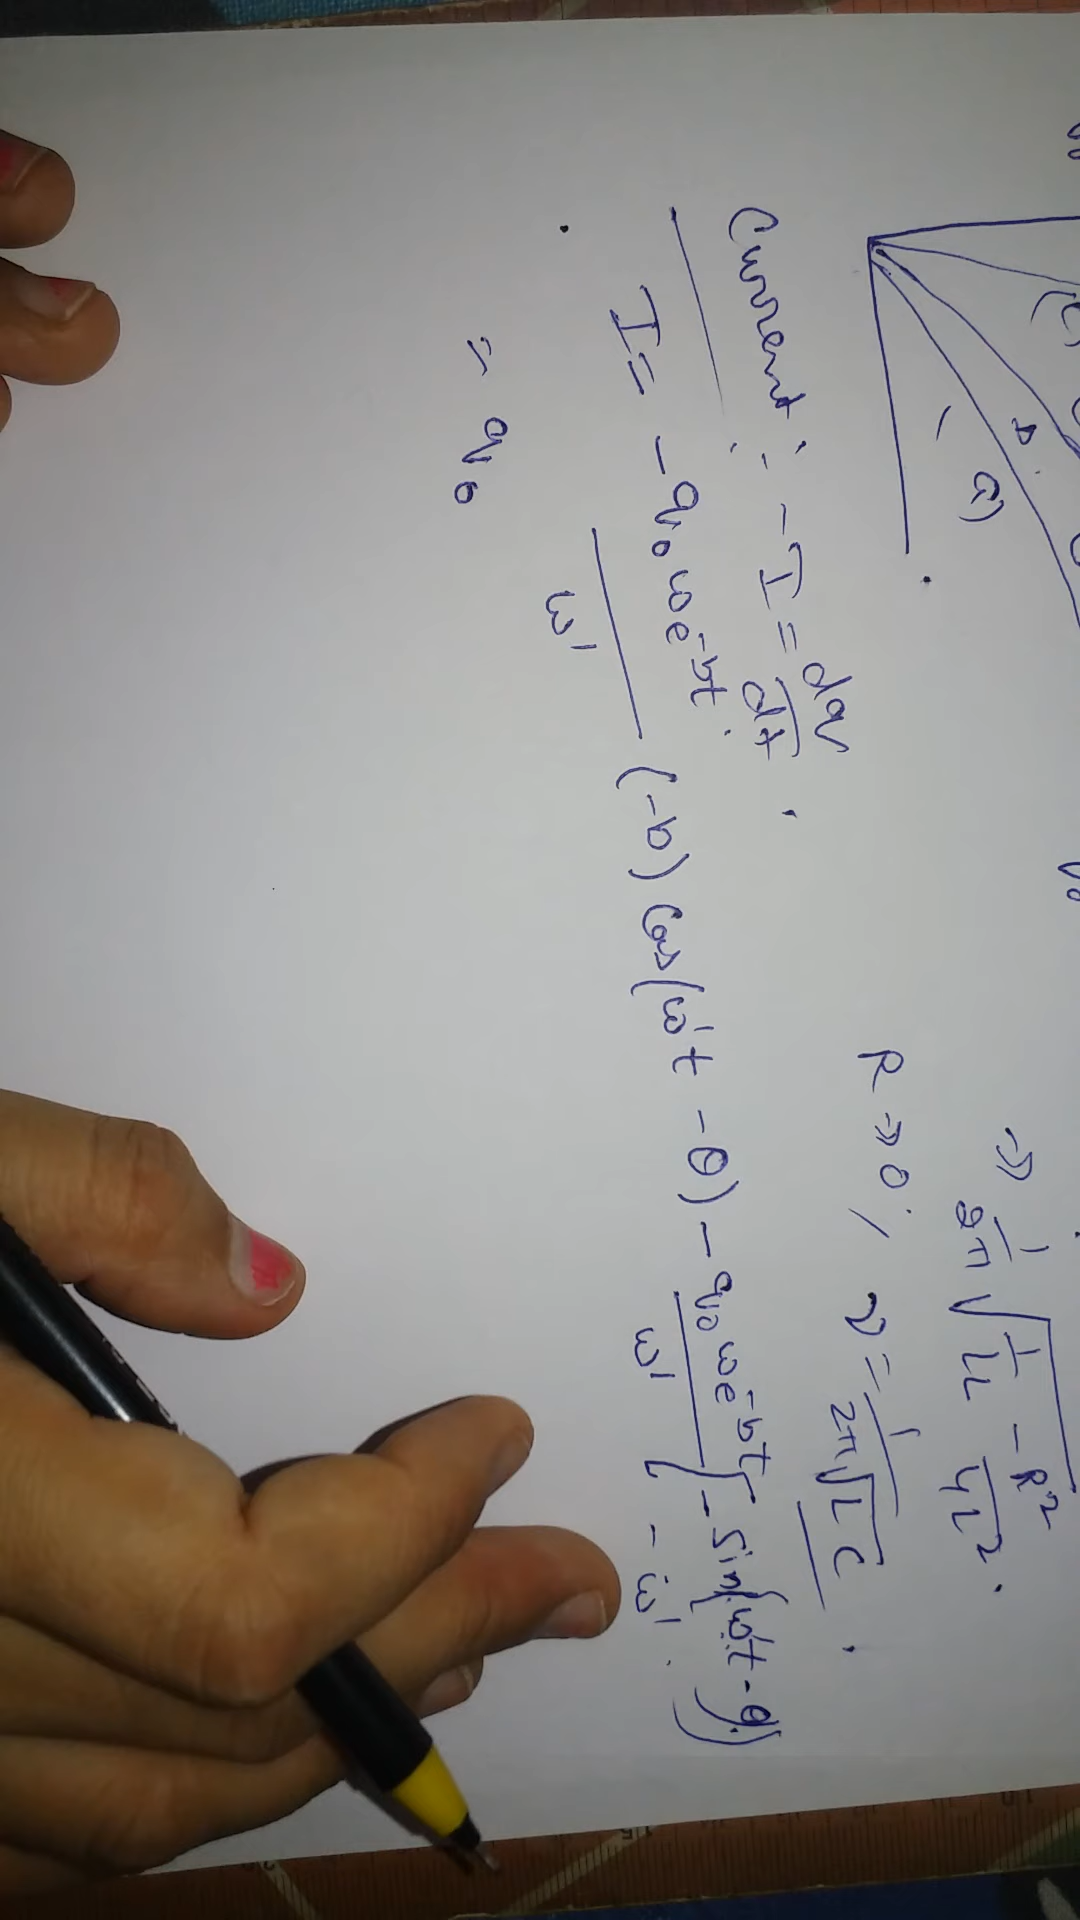 (c)
b
(a)
⇒ 1/2π √(1/LC - R²/4L²) .
R → 0 ; ν = 1/2π√LC .
Current :- I = dq/dt .
I = - q₀ω e^-bt/ω' (-b) Cos(ω't - θ) - q₀ω e^-bt/ω' {- Sin{ω't - θ)} - ω' .
= q₀